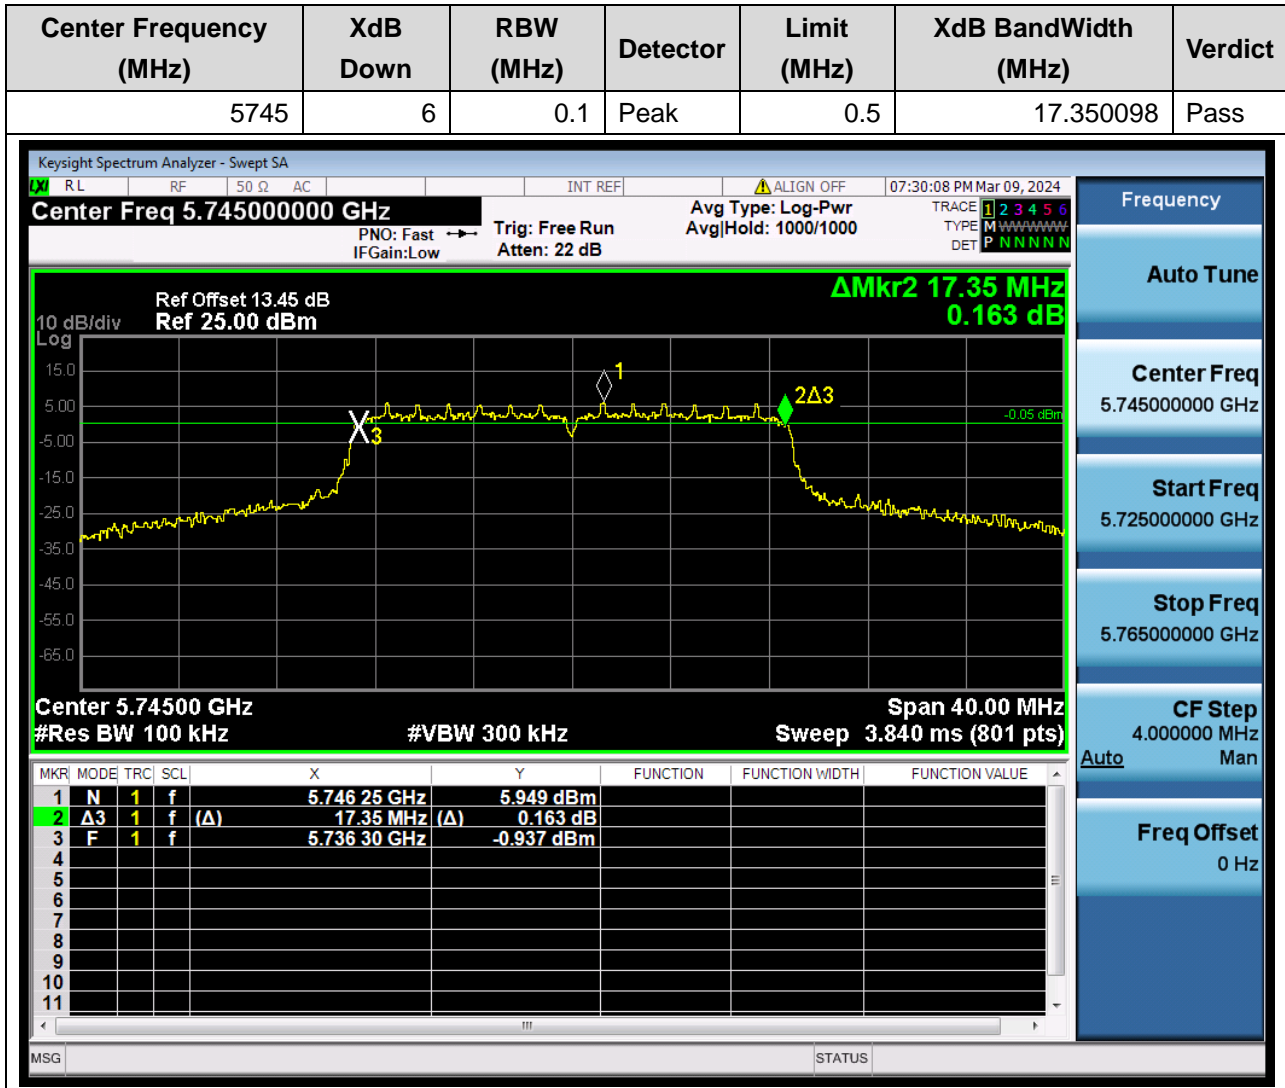 Center Frequency (MHz) XdB Down RBW (MHz) Detector Limit (MHz) XdB BandWidth (MHz) Verdict
5745 6 0.1 Peak 0.5 17.350098 Pass
Keysight Spectrum Analyzer - Swept SA
LXI RL RF 50 Ω AC INT REF ALIGN OFF 07:30:08 PM Mar 09, 2024
Center Freq 5.745000000 GHz
PNO: Fast
IFGain:Low
Trig: Free Run
Atten: 22 dB
Avg Type: Log-Pwr
Avg|Hold: 1000/1000
TRACE 1 2 3 4 5 6
TYPE M WWWWW
DET P N N N N N
ΔMkr2 17.35 MHz
0.163 dB
Ref Offset 13.45 dB
10 dB/div Ref 25.00 dBm
Log
15.0
5.00
-5.00
-15.0
-25.0
-35.0
-45.0
-55.0
-65.0
1
2Δ3
3
-0.05 dBm
Center 5.74500 GHz Span 40.00 MHz
#Res BW 100 kHz #VBW 300 kHz Sweep 3.840 ms (801 pts)
MKR MODE TRC SCL X Y FUNCTION FUNCTION WIDTH FUNCTION VALUE
1 N 1 f 5.746 25 GHz 5.949 dBm
2 Δ3 1 f (Δ) 17.35 MHz (Δ) 0.163 dB
3 F 1 f 5.736 30 GHz -0.937 dBm
4
5
6
7
8
9
10
11
MSG STATUS
Frequency
Auto Tune
Center Freq
5.745000000 GHz
Start Freq
5.725000000 GHz
Stop Freq
5.765000000 GHz
CF Step
4.000000 MHz
Auto Man
Freq Offset
0 Hz